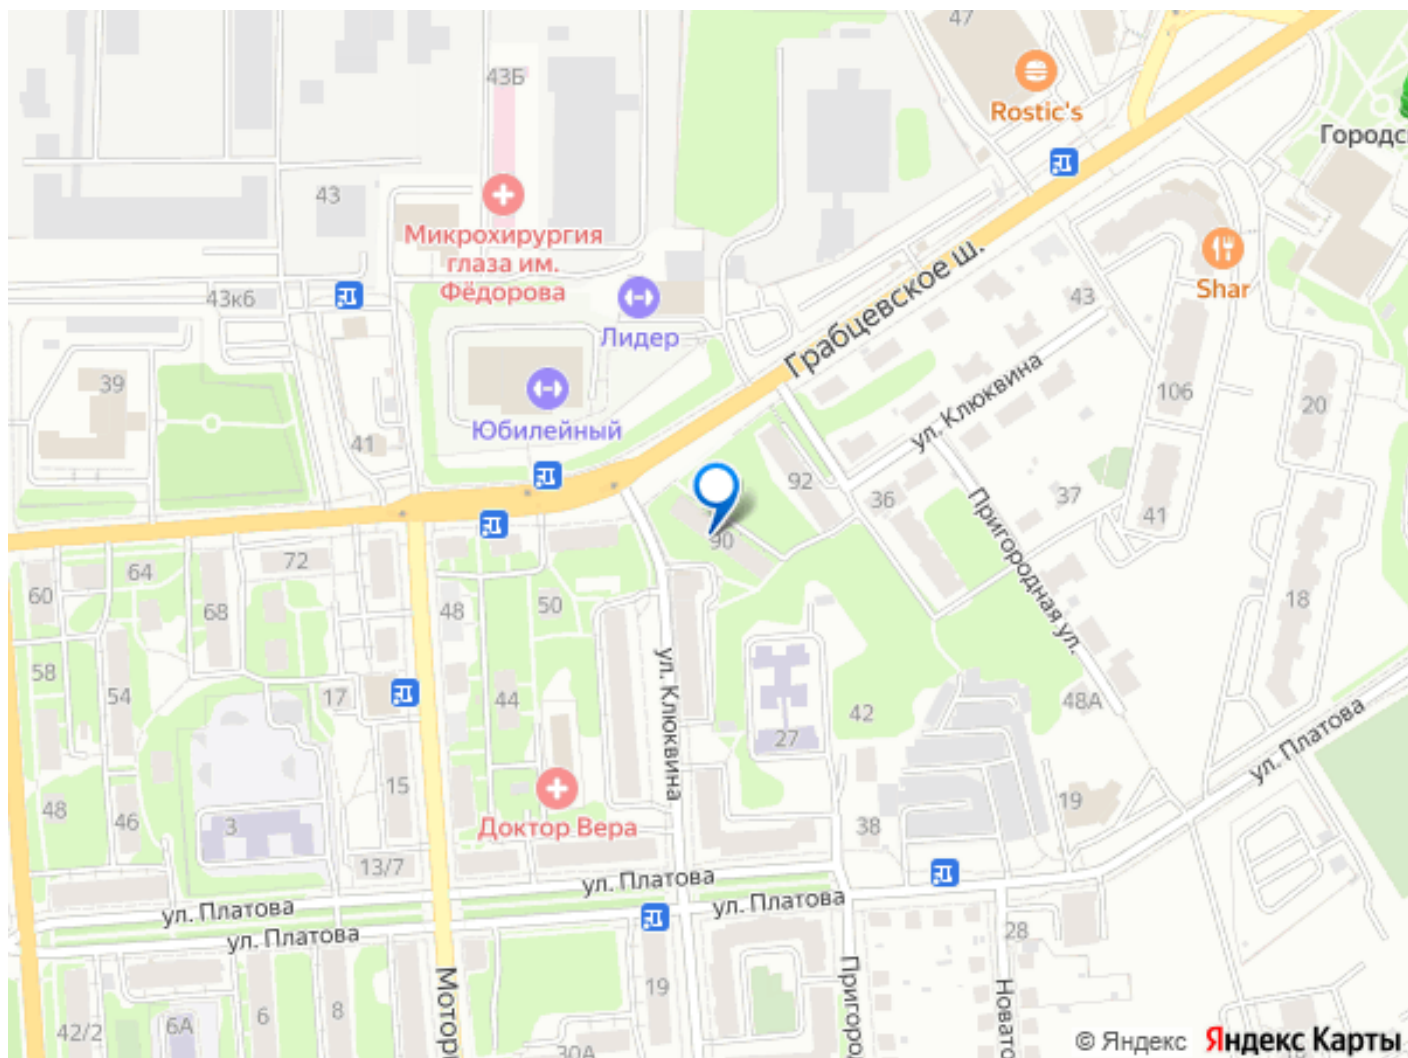 47
43Б
Rostic's
Городс
43
Микрохирургия
глаза им.
Фёдорова
Грабцевское ш.
Shar
43к6
43
Лидер
39
ул. Клюквина
106
20
Юбилейный
41
92
36
37
41
Пригородная ул.
90
72
64
60
68
48
50
18
58
54
17
44
ул. Клюквина
42
48А
27
ул. Платова
15
48
46
3
Доктор Вера
38
19
13/7
ул. Платова
ул. Платова
ул. Платова
ул. Платова
28
Мотор
19
Пригород
Новато
42/2
6А
6
8
30А
© Яндекс Яндекс Карты